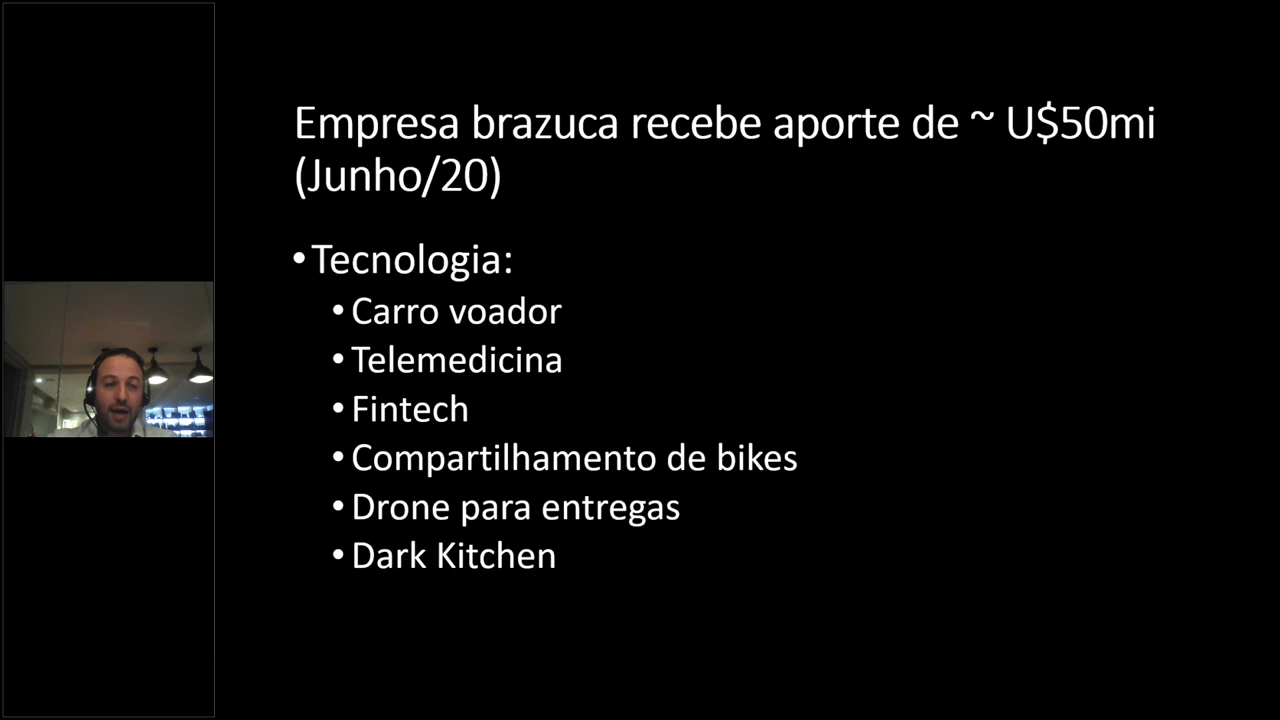 Empresa brazuca recebe aporte de ~ U$50mi
(Junho/20)
•Tecnologia:
•Carro voador
•Telemedicina
•Fintech
•Compartilhamento de bikes
•Drone para entregas
•Dark Kitchen